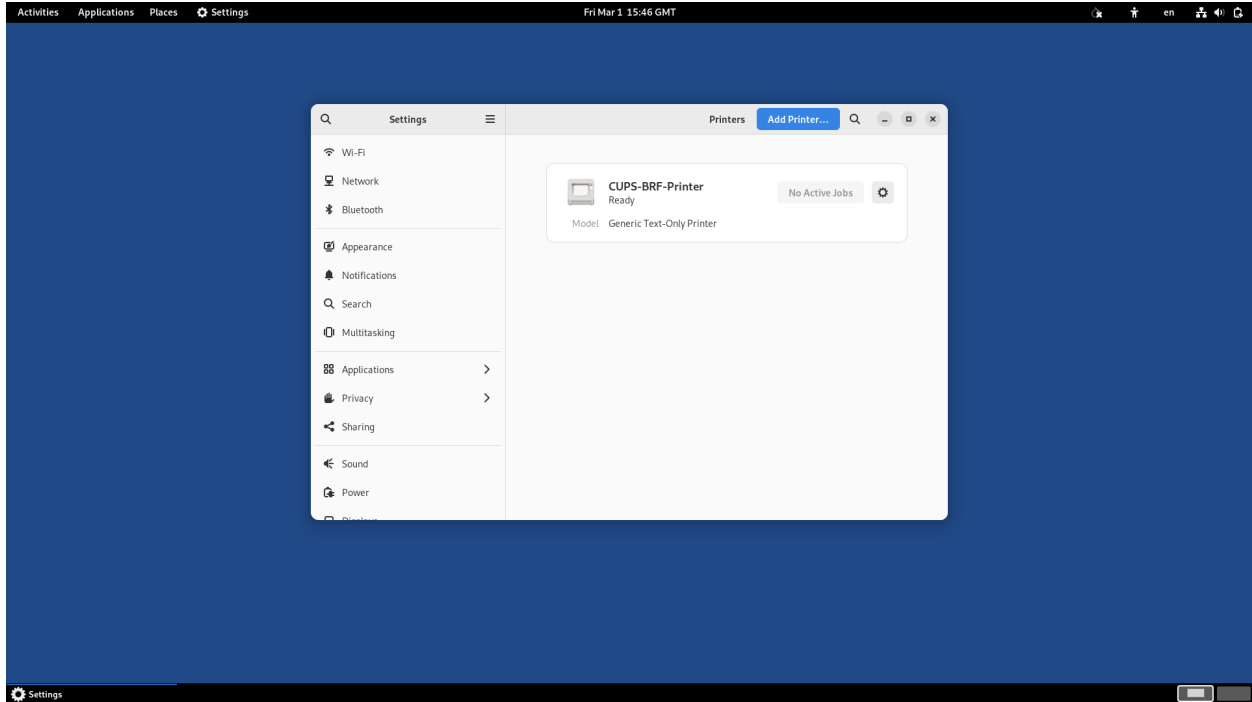 Activities Applications Places Settings Fri Mar 1 15:46 GMT en
Settings
Wi-Fi
Network
Bluetooth
Appearance
Notifications
Search
Multitasking
Applications
Privacy
Sharing
Sound
Power
Displays
Printers Add Printer...
CUPS-BRF-Printer
Ready
No Active Jobs
Model Generic Text-Only Printer
Settings